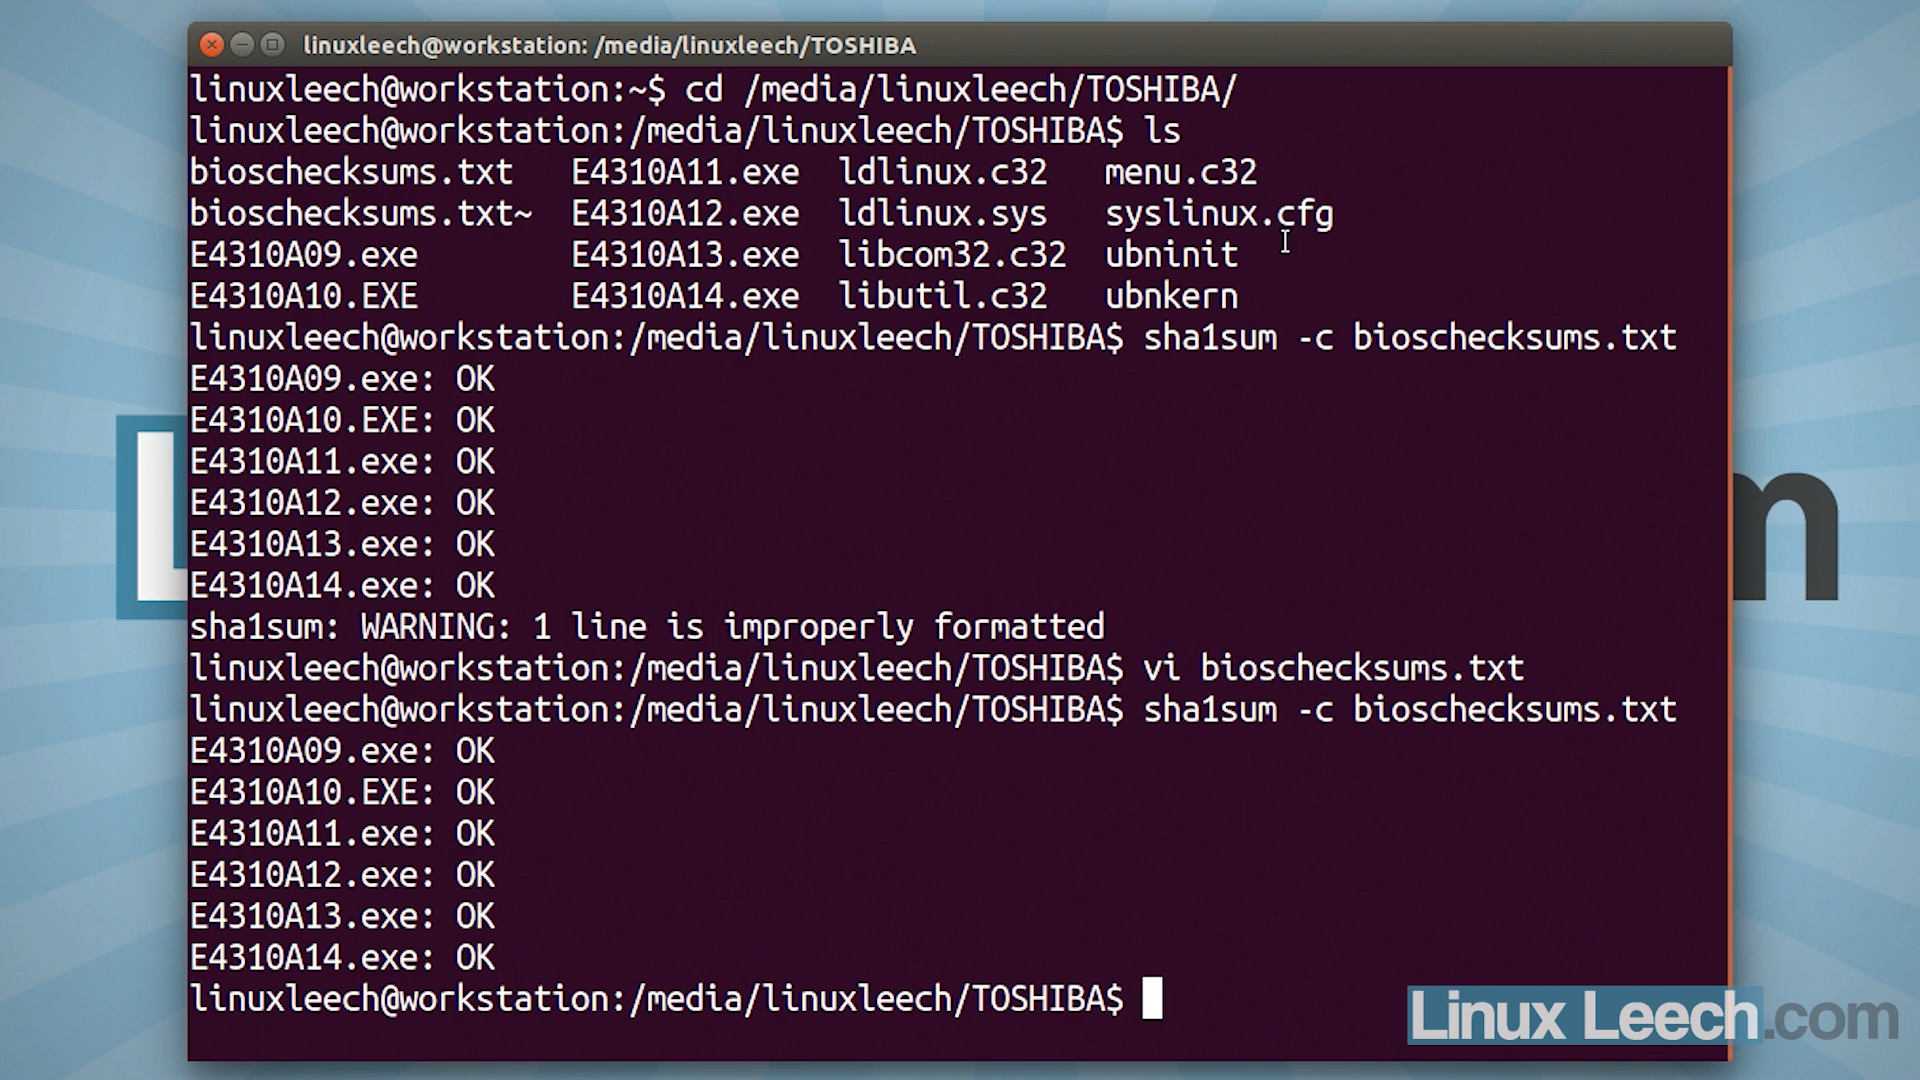 linuxleech@workstation: /media/linuxleech/TOSHIBA
linuxleech@workstation:~$ cd /media/linuxleech/TOSHIBA/
linuxleech@workstation:/media/linuxleech/TOSHIBA$ ls
bioschecksums.txt   E4310A11.exe  ldlinux.c32   menu.c32
bioschecksums.txt~  E4310A12.exe  ldlinux.sys   syslinux.cfg
E4310A09.exe        E4310A13.exe  libcom32.c32  ubninit
E4310A10.EXE        E4310A14.exe  libutil.c32   ubnkern
linuxleech@workstation:/media/linuxleech/TOSHIBA$ sha1sum -c bioschecksums.txt
E4310A09.exe: OK
E4310A10.EXE: OK
E4310A11.exe: OK
E4310A12.exe: OK
E4310A13.exe: OK
E4310A14.exe: OK
sha1sum: WARNING: 1 line is improperly formatted
linuxleech@workstation:/media/linuxleech/TOSHIBA$ vi bioschecksums.txt
linuxleech@workstation:/media/linuxleech/TOSHIBA$ sha1sum -c bioschecksums.txt
E4310A09.exe: OK
E4310A10.EXE: OK
E4310A11.exe: OK
E4310A12.exe: OK
E4310A13.exe: OK
E4310A14.exe: OK
linuxleech@workstation:/media/linuxleech/TOSHIBA$
Linux Leech.com